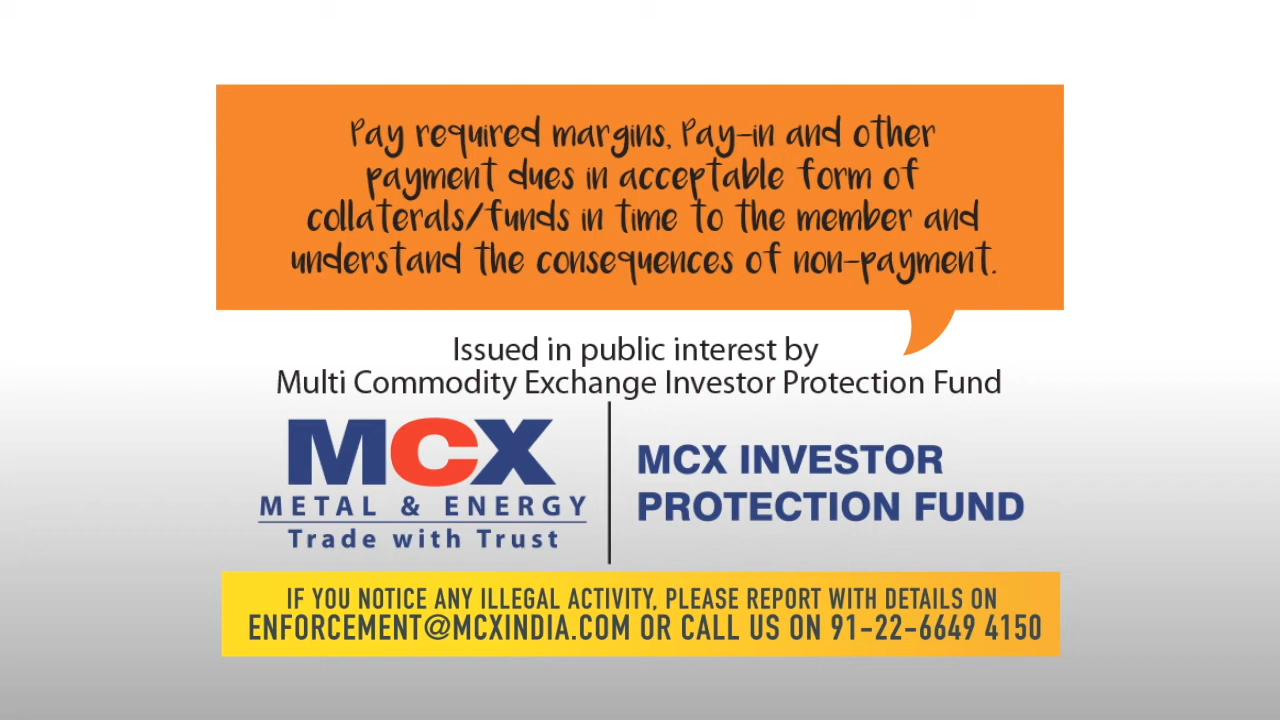 Pay required margins, Pay-in and other
payment dues in acceptable form of
collaterals/funds in time to the member and
understand the consequences of non-payment.
Issued in public interest by
Multi Commodity Exchange Investor Protection Fund
MCX
METAL & ENERGY
Trade with Trust
MCX INVESTOR
PROTECTION FUND
IF YOU NOTICE ANY ILLEGAL ACTIVITY, PLEASE REPORT WITH DETAILS ON
ENFORCEMENT@MCXINDIA.COM OR CALL US ON 91-22-6649 4150